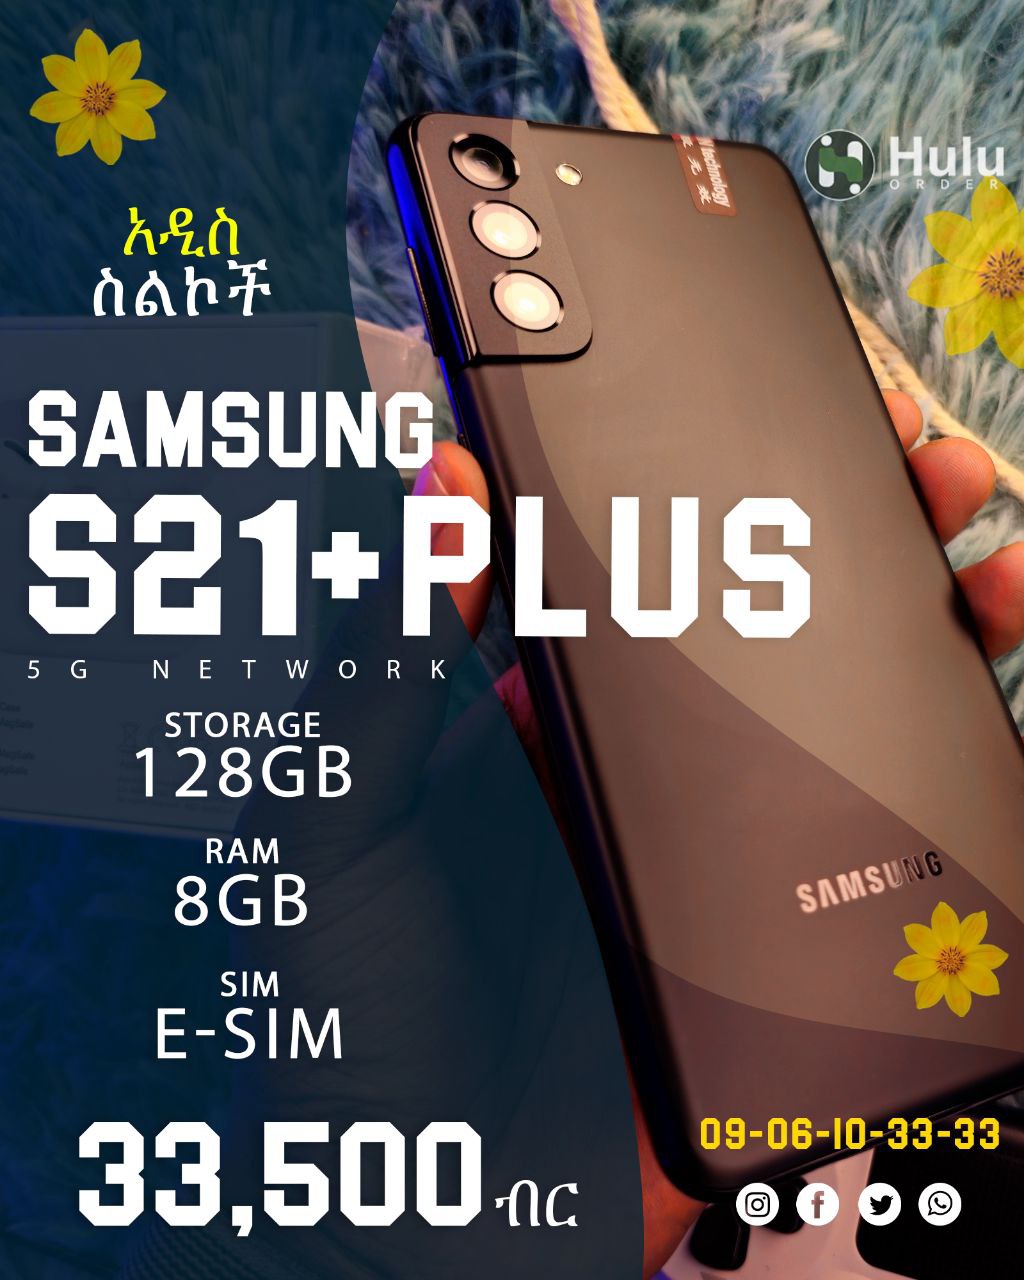 Hulu
ORDER
አዲስ
ስልኮች
SAMSUNG
S21+PLUS
5G NETWORK
STORAGE
128GB
RAM
8GB
SIM
E-SIM
33,500 ብር
technology
SAMSUNG
09-06-10-33-33